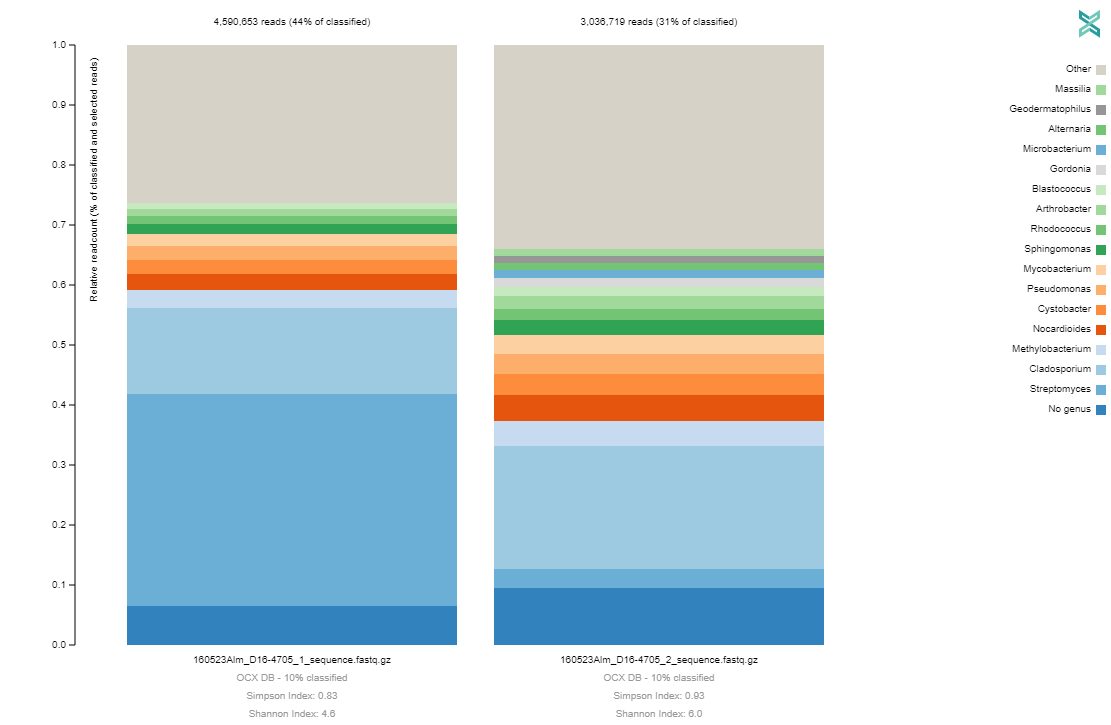 4,590,653 reads (44% of classified)
3,036,719 reads (31% of classified)
1.0
0.9
0.8
0.7
0.6
0.5
0.4
0.3
0.2
0.1
0.0
Relative readcount (% of classified and selected reads)
Other
Massilia
Geodermatophilus
Alternaria
Microbacterium
Gordonia
Blastococcus
Arthrobacter
Rhodococcus
Sphingomonas
Mycobacterium
Pseudomonas
Cystobacter
Nocardioides
Methylobacterium
Cladosporium
Streptomyces
No genus
160523Alm_D16-4705_1_sequence.fastq.gz
OCX DB - 10% classified
Simpson Index: 0.83
Shannon Index: 4.6
160523Alm_D16-4705_2_sequence.fastq.gz
OCX DB - 10% classified
Simpson Index: 0.93
Shannon Index: 6.0